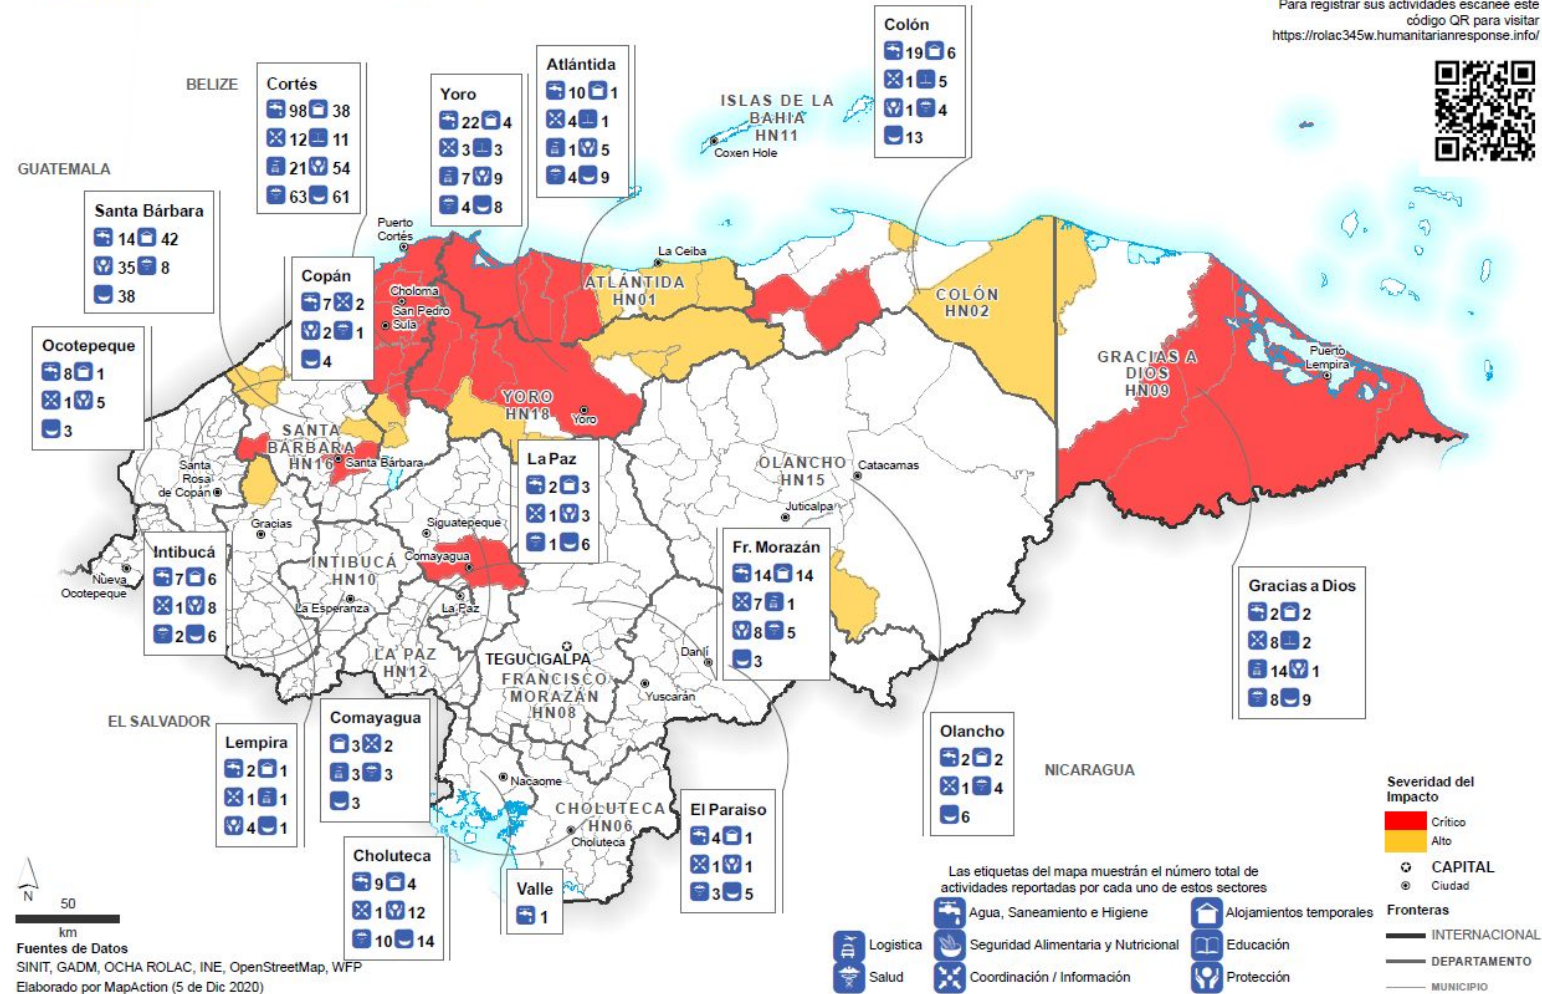 Para registrar sus actividades escanee este
código QR para visitar
https://rolac345w.humanitarianresponse.info/
BELIZE
GUATEMALA
Cortés
98 38
12 11
21 54
63 61
Yoro
22 4
3 3
7 9
4 8
Atlántida
10 1
4 1
1 5
4 9
Colón
19 6
1 5
1 4
13
ISLAS DE LA
BAHIA
HN11
Coxen Hole
Santa Bárbara
14 42
35 8
38
Copán
7 2
2 1
4
Ocotepeque
8 1
1 5
3
Puerto
Cortés
Choloma
San Pedro
Sula
La Ceiba
ATLÁNTIDA
HN01
COLÓN
HN02
GRACIAS A
DIOS
HN09
Puerto
Lempira
YORO
HN18
Yoro
SANTA
BÁRBARA
HN16
Santa Bárbara
Santa
Rosa
de Copán
Gracias
OLANCHO
HN15
Catacamas
Juticalpa
La Paz
2 3
1 3
1 6
Siguatepeque
Comayagua
Intibucá
7 6
1 8
2 6
Nueva
Ocotepeque
INTIBUCÁ
HN10
La Esperanza
La Paz
LA PAZ
HN12
Fr. Morazán
14 14
7 1
8 5
3
TEGUCIGALPA
FRANCISCO
MORAZÁN
HN08
Danlí
Yuscarán
Gracias a Dios
2 2
8 2
14 1
8 9
EL SALVADOR
Lempira
2 1
1 1
4 1
Comayagua
3 2
3 3
3
Olancho
2 2
1 4
6
NICARAGUA
Nacaome
CHOLUTECA
HN06
Choluteca
El Paraiso
4 1
1 1
3 5
Choluteca
9 4
1 12
10 14
Valle
1
N
50
km
Fuentes de Datos
SINIT, GADM, OCHA ROLAC, INE, OpenStreetMap, WFP
Elaborado por MapAction (5 de Dic 2020)
Las etiquetas del mapa muestrán el número total de
actividades reportadas por cada uno de estos sectores
Agua, Saneamiento e Higiene
Alojamientos temporales
Logistica
Seguridad Alimentaria y Nutricional
Educación
Salud
Coordinación / Información
Protección
Severidad del
Impacto
Crítico
Alto
CAPITAL
Ciudad
Fronteras
INTERNACIONAL
DEPARTAMENTO
MUNICIPIO